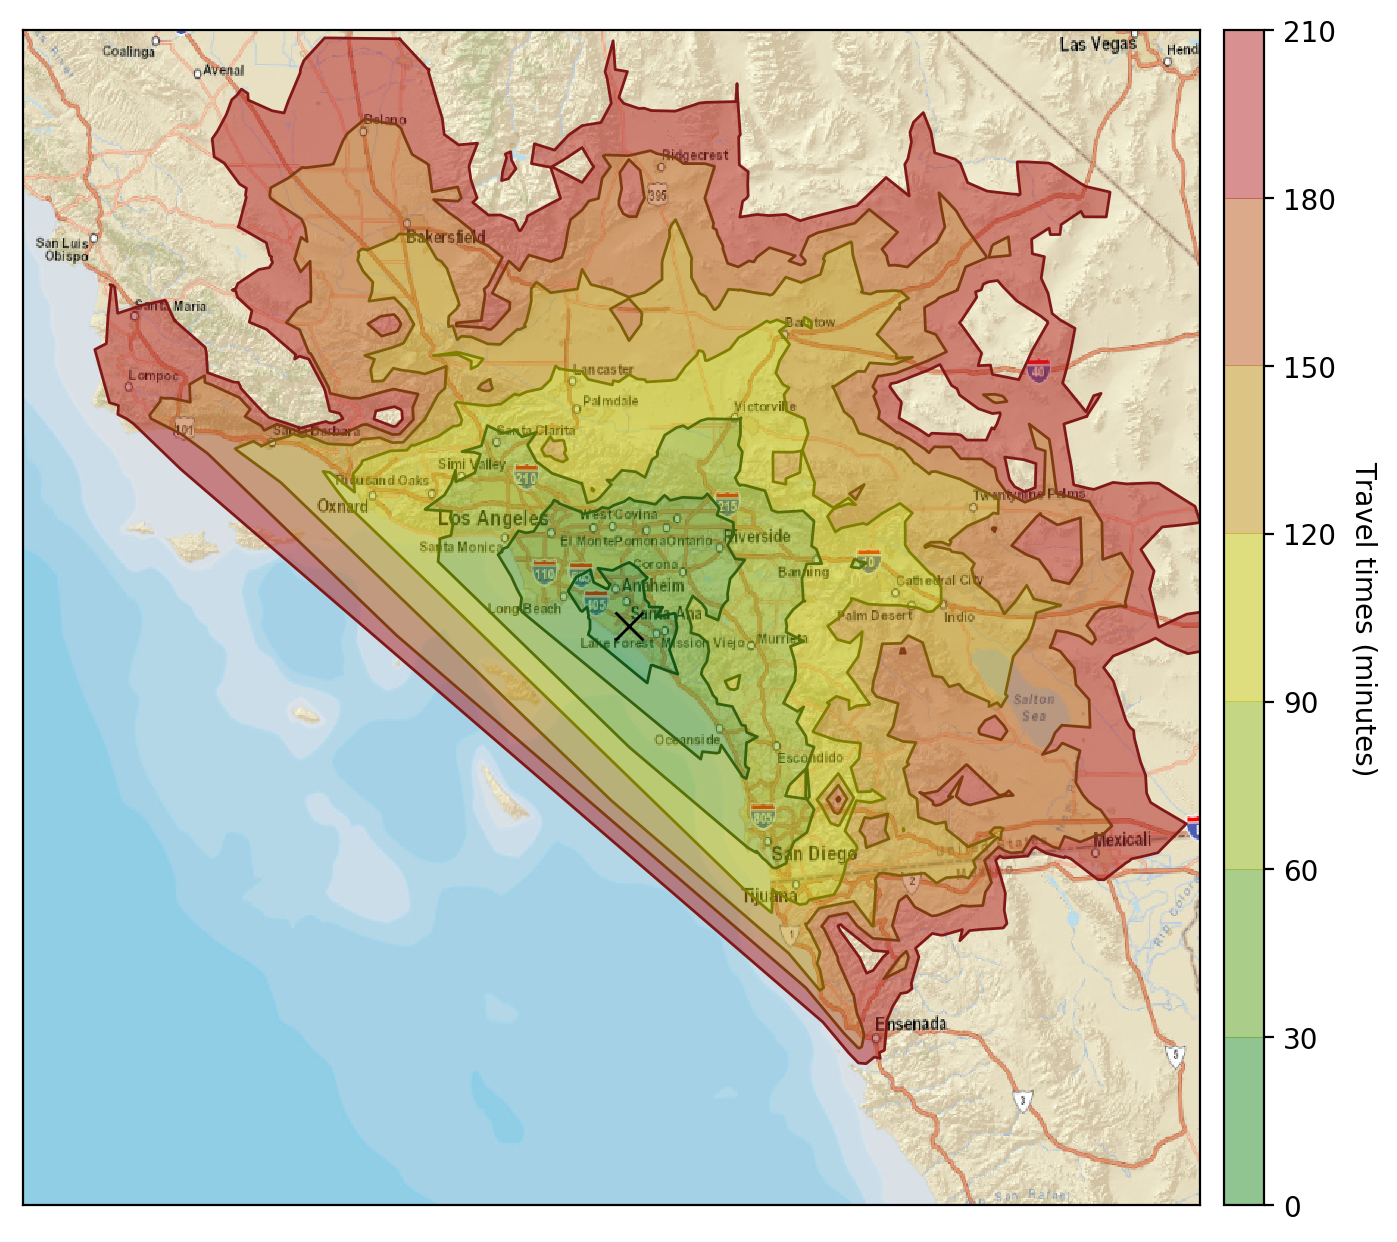 Coalinga
Avenal
Las Vegas
Hend
Delano
Ridgecrest
395
San Luis
Obispo
Bakersfield
Santa Maria
Barstow
Lompoc
Lancaster
40
Palmdale
Victorville
101
Santa Barbara
Santa Clarita
Simi Valley
210
Thousand Oaks
Twentynine Palms
Oxnard
215
Los Angeles
West Covina
Riverside
Santa Monica
El Monte
Pomona
Ontario
10
Corona
Banning
Cathedral City
110
Anaheim
405
Long Beach
Santa Ana
Palm Desert
Indio
Lake Forest
Mission Viejo
Murrieta
Salton
Sea
Oceanside
Escondido
805
San Diego
United States
Mexicali
Mexico
Tijuana
2
1
Ensenada
3
5
San Rafael
210
180
150
120
90
60
30
0
Travel times (minutes)